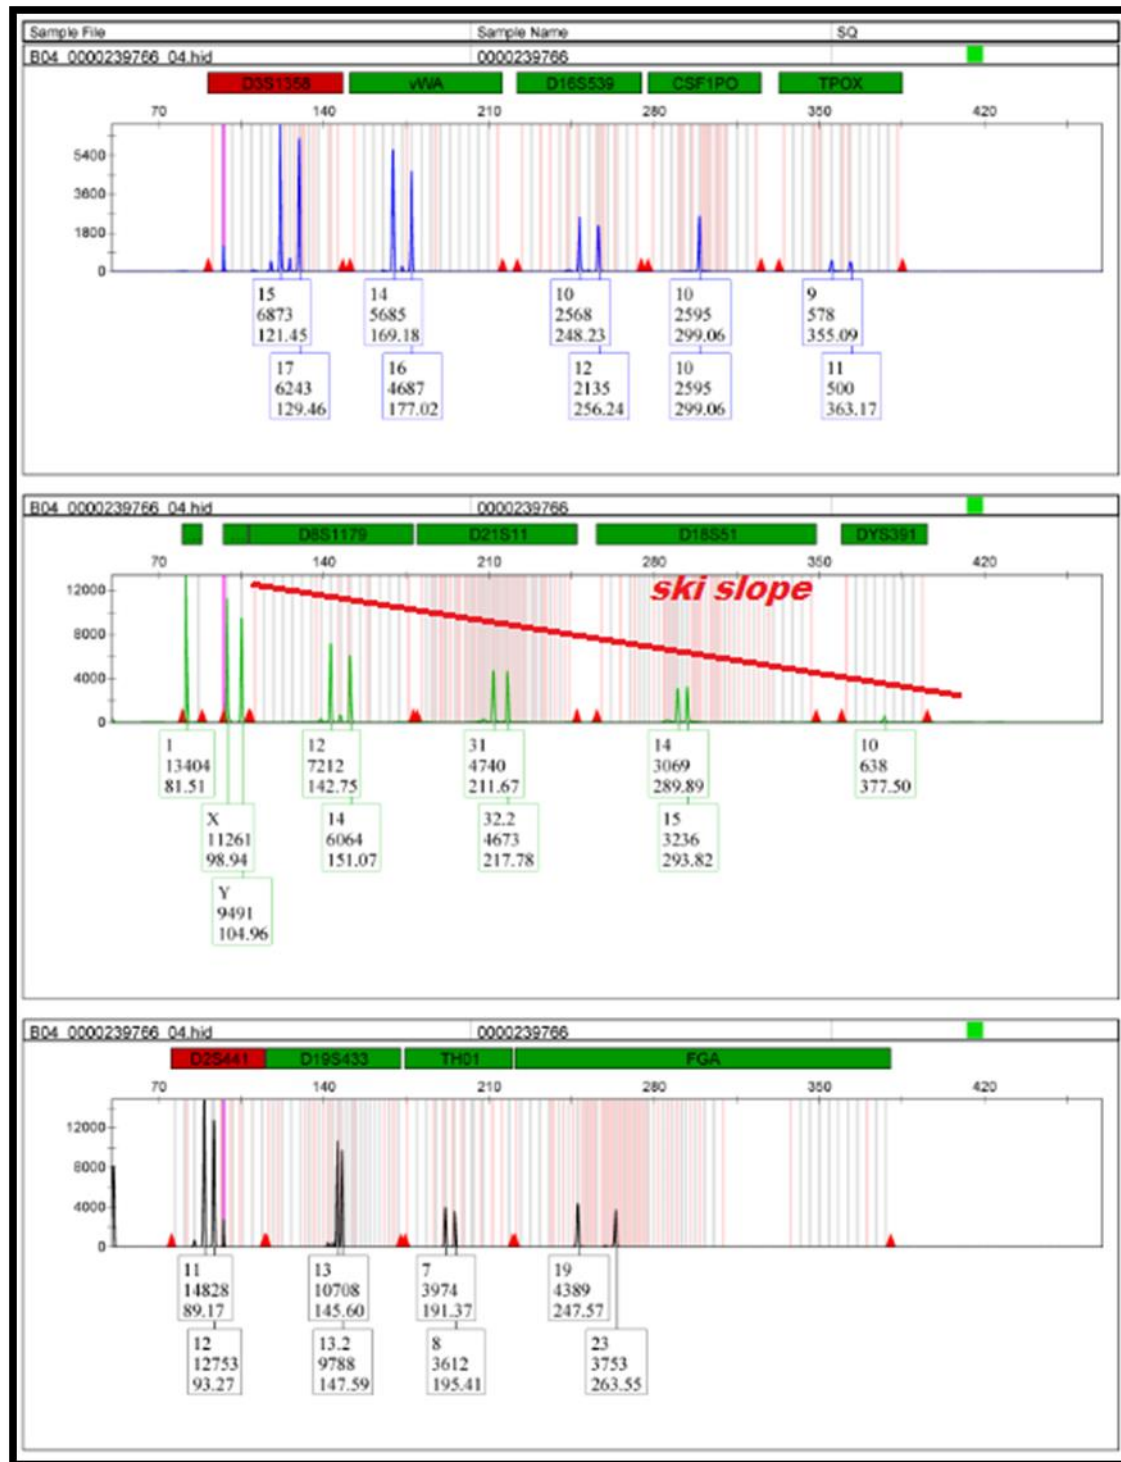 Sample File Sample Name SQ
B04_0000239766_04.hid 0000239766
D3S1358 vWA D16S539 CSF1PO TPOX
70 140 210 280 350 420
5400
3600
1800
0
15 14 10 10 9
6873 5685 2568 2595 578
121.45 169.18 248.23 299.06 355.09
17 16 12 10 11
6243 4687 2135 2595 500
129.46 177.02 256.24 299.06 363.17
B04_0000239766_04.hid 0000239766
D8S1179 D21S11 D18S51 DYS391
70 140 210 280 350 420
ski slope
12000
8000
4000
0
1 12 31 14 10
13404 7212 4740 3069 638
81.51 142.75 211.67 289.89 377.50
X 14 32.2 15
11261 6064 4673 3236
98.94 151.07 217.78 293.82
Y
9491
104.96
B04_0000239766_04.hid 0000239766
D2S441 D19S433 TH01 FGA
70 140 210 280 350 420
12000
8000
4000
0
11 13 7 19
14828 10708 3974 4389
89.17 145.60 191.37 247.57
12 13.2 8 23
12753 9788 3612 3753
93.27 147.59 195.41 263.55